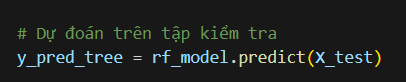 # Dự đoán trên tập kiểm tra
y_pred_tree = rf_model.predict(X_test)